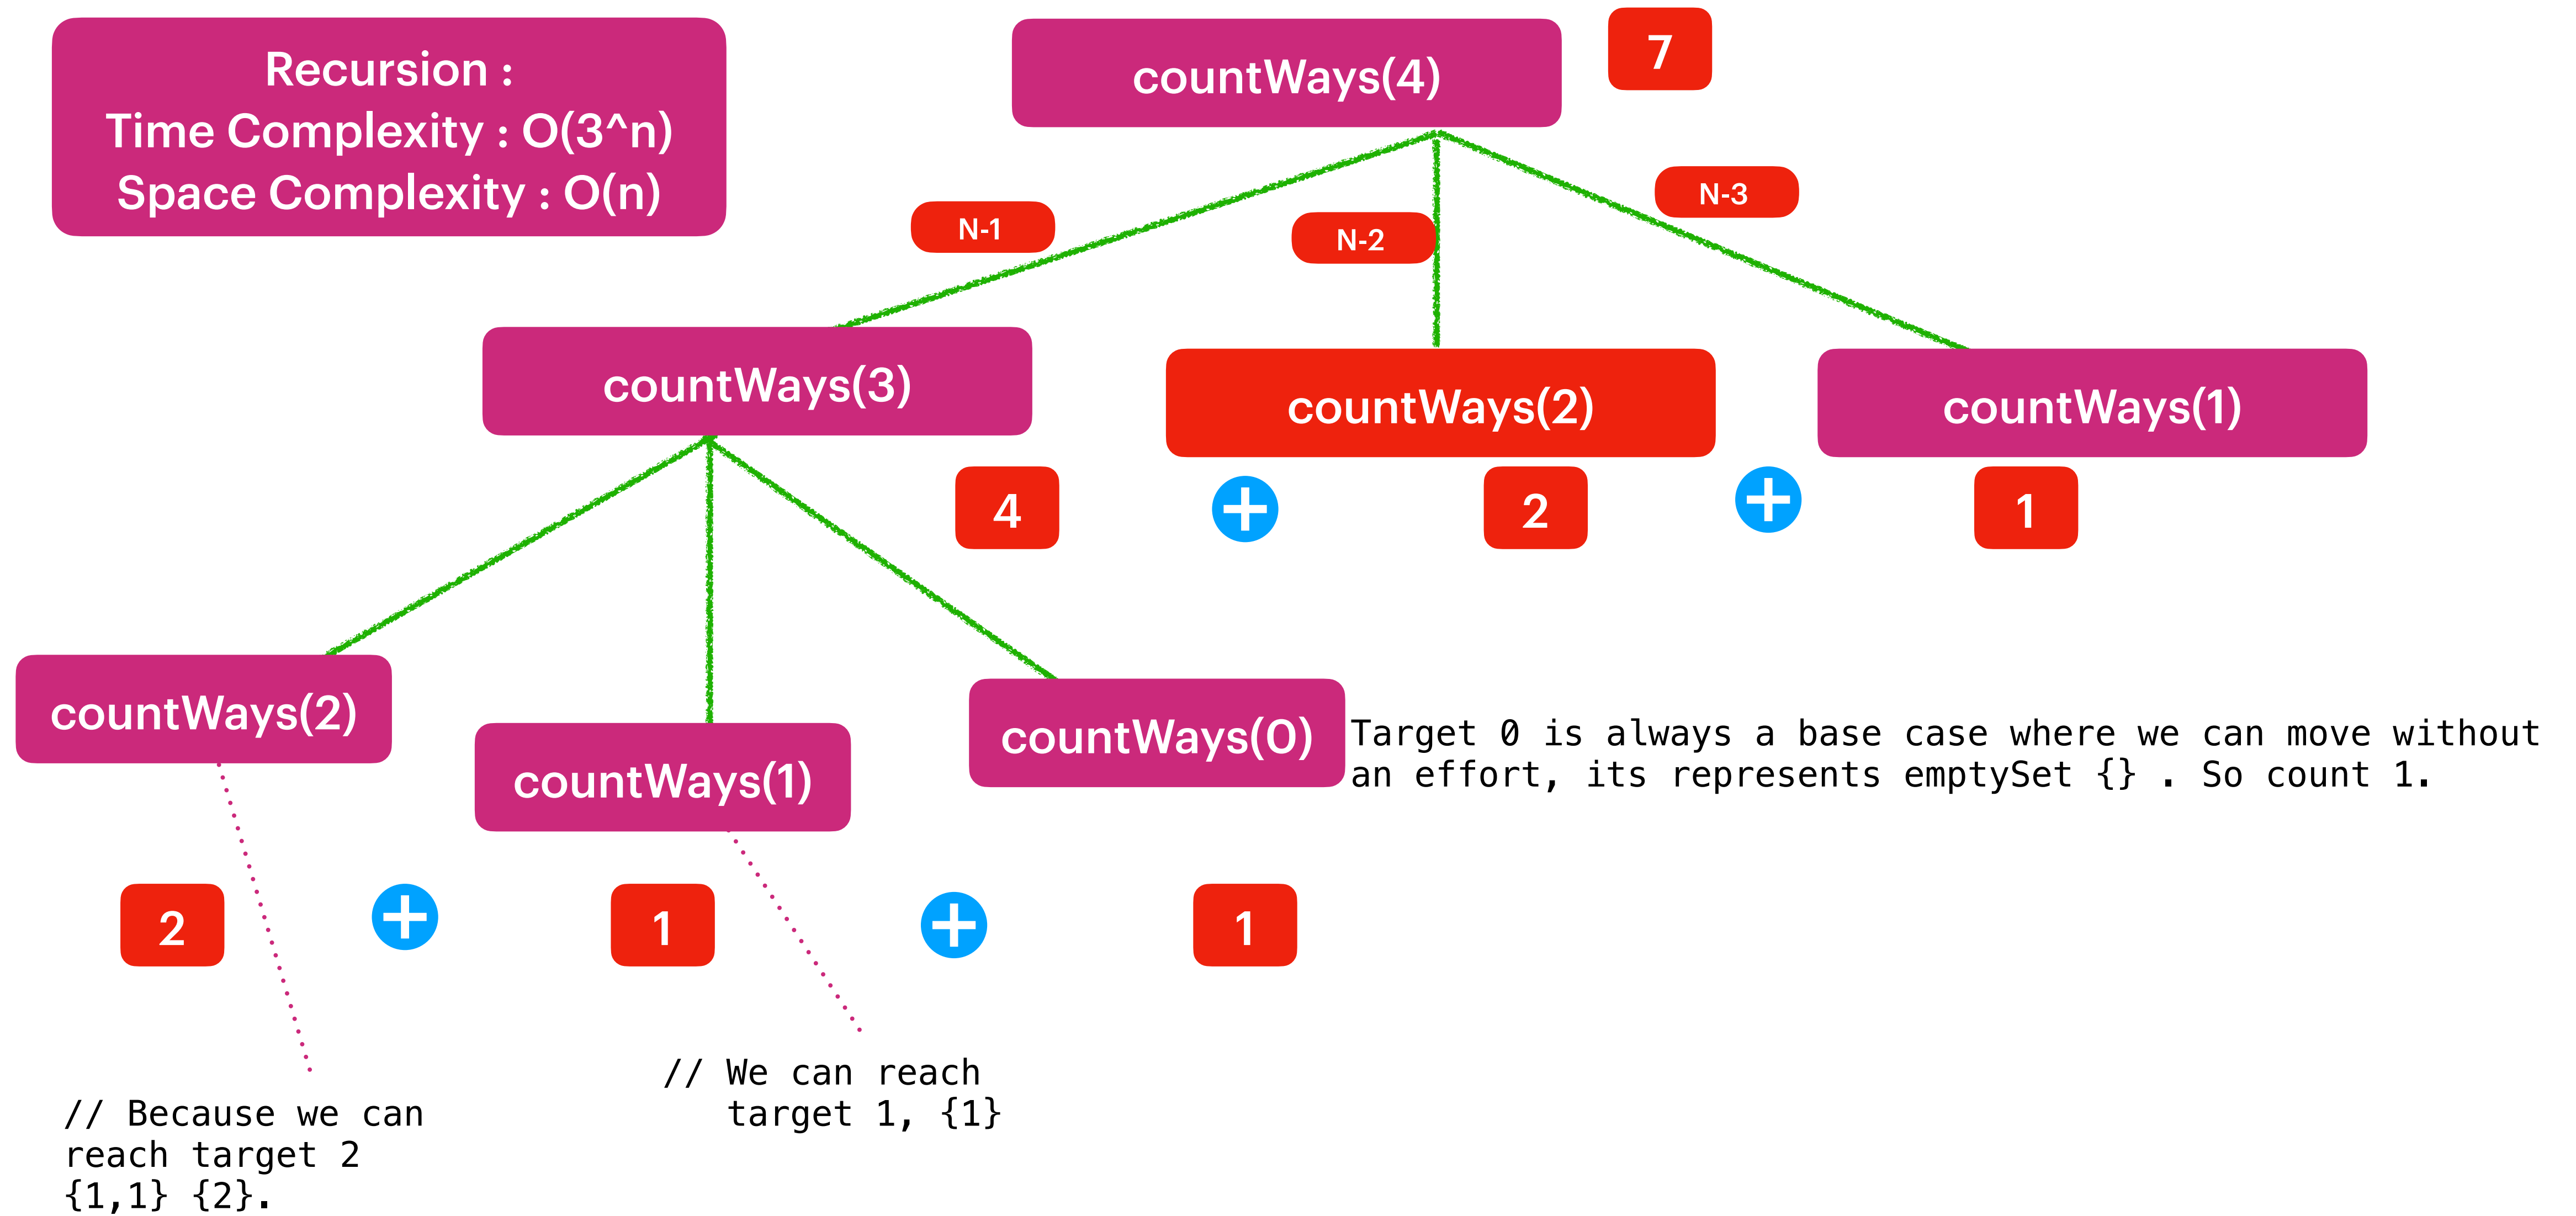 Recursion :
Time Complexity : O(3^n)
Space Complexity : O(n)
countWays(4)
7
N-1
N-2
N-3
countWays(3)
countWays(2)
countWays(1)
4
+
2
+
1
countWays(2)
countWays(1)
countWays(0)
Target 0 is always a base case where we can move without
an effort, its represents emptySet {} . So count 1.
2
+
1
+
1
// Because we can
reach target 2
{1,1} {2}.
// We can reach
target 1, {1}